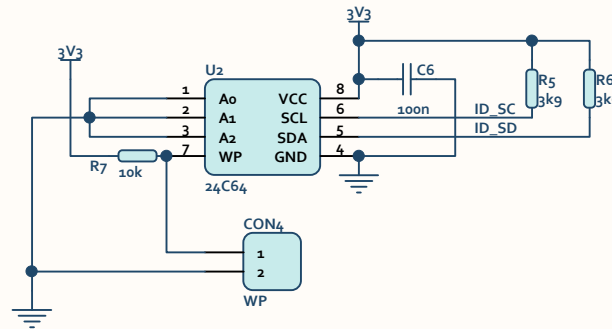 3V3
3V3
U2
C6
R5
3k9
R6
3k
100n
1 A0 VCC 8
2 A1 SCL 6 ID_SC
3 A2 SDA 5 ID_SD
7 WP GND 4
R7
10k
24C64
CON4
1
2
WP